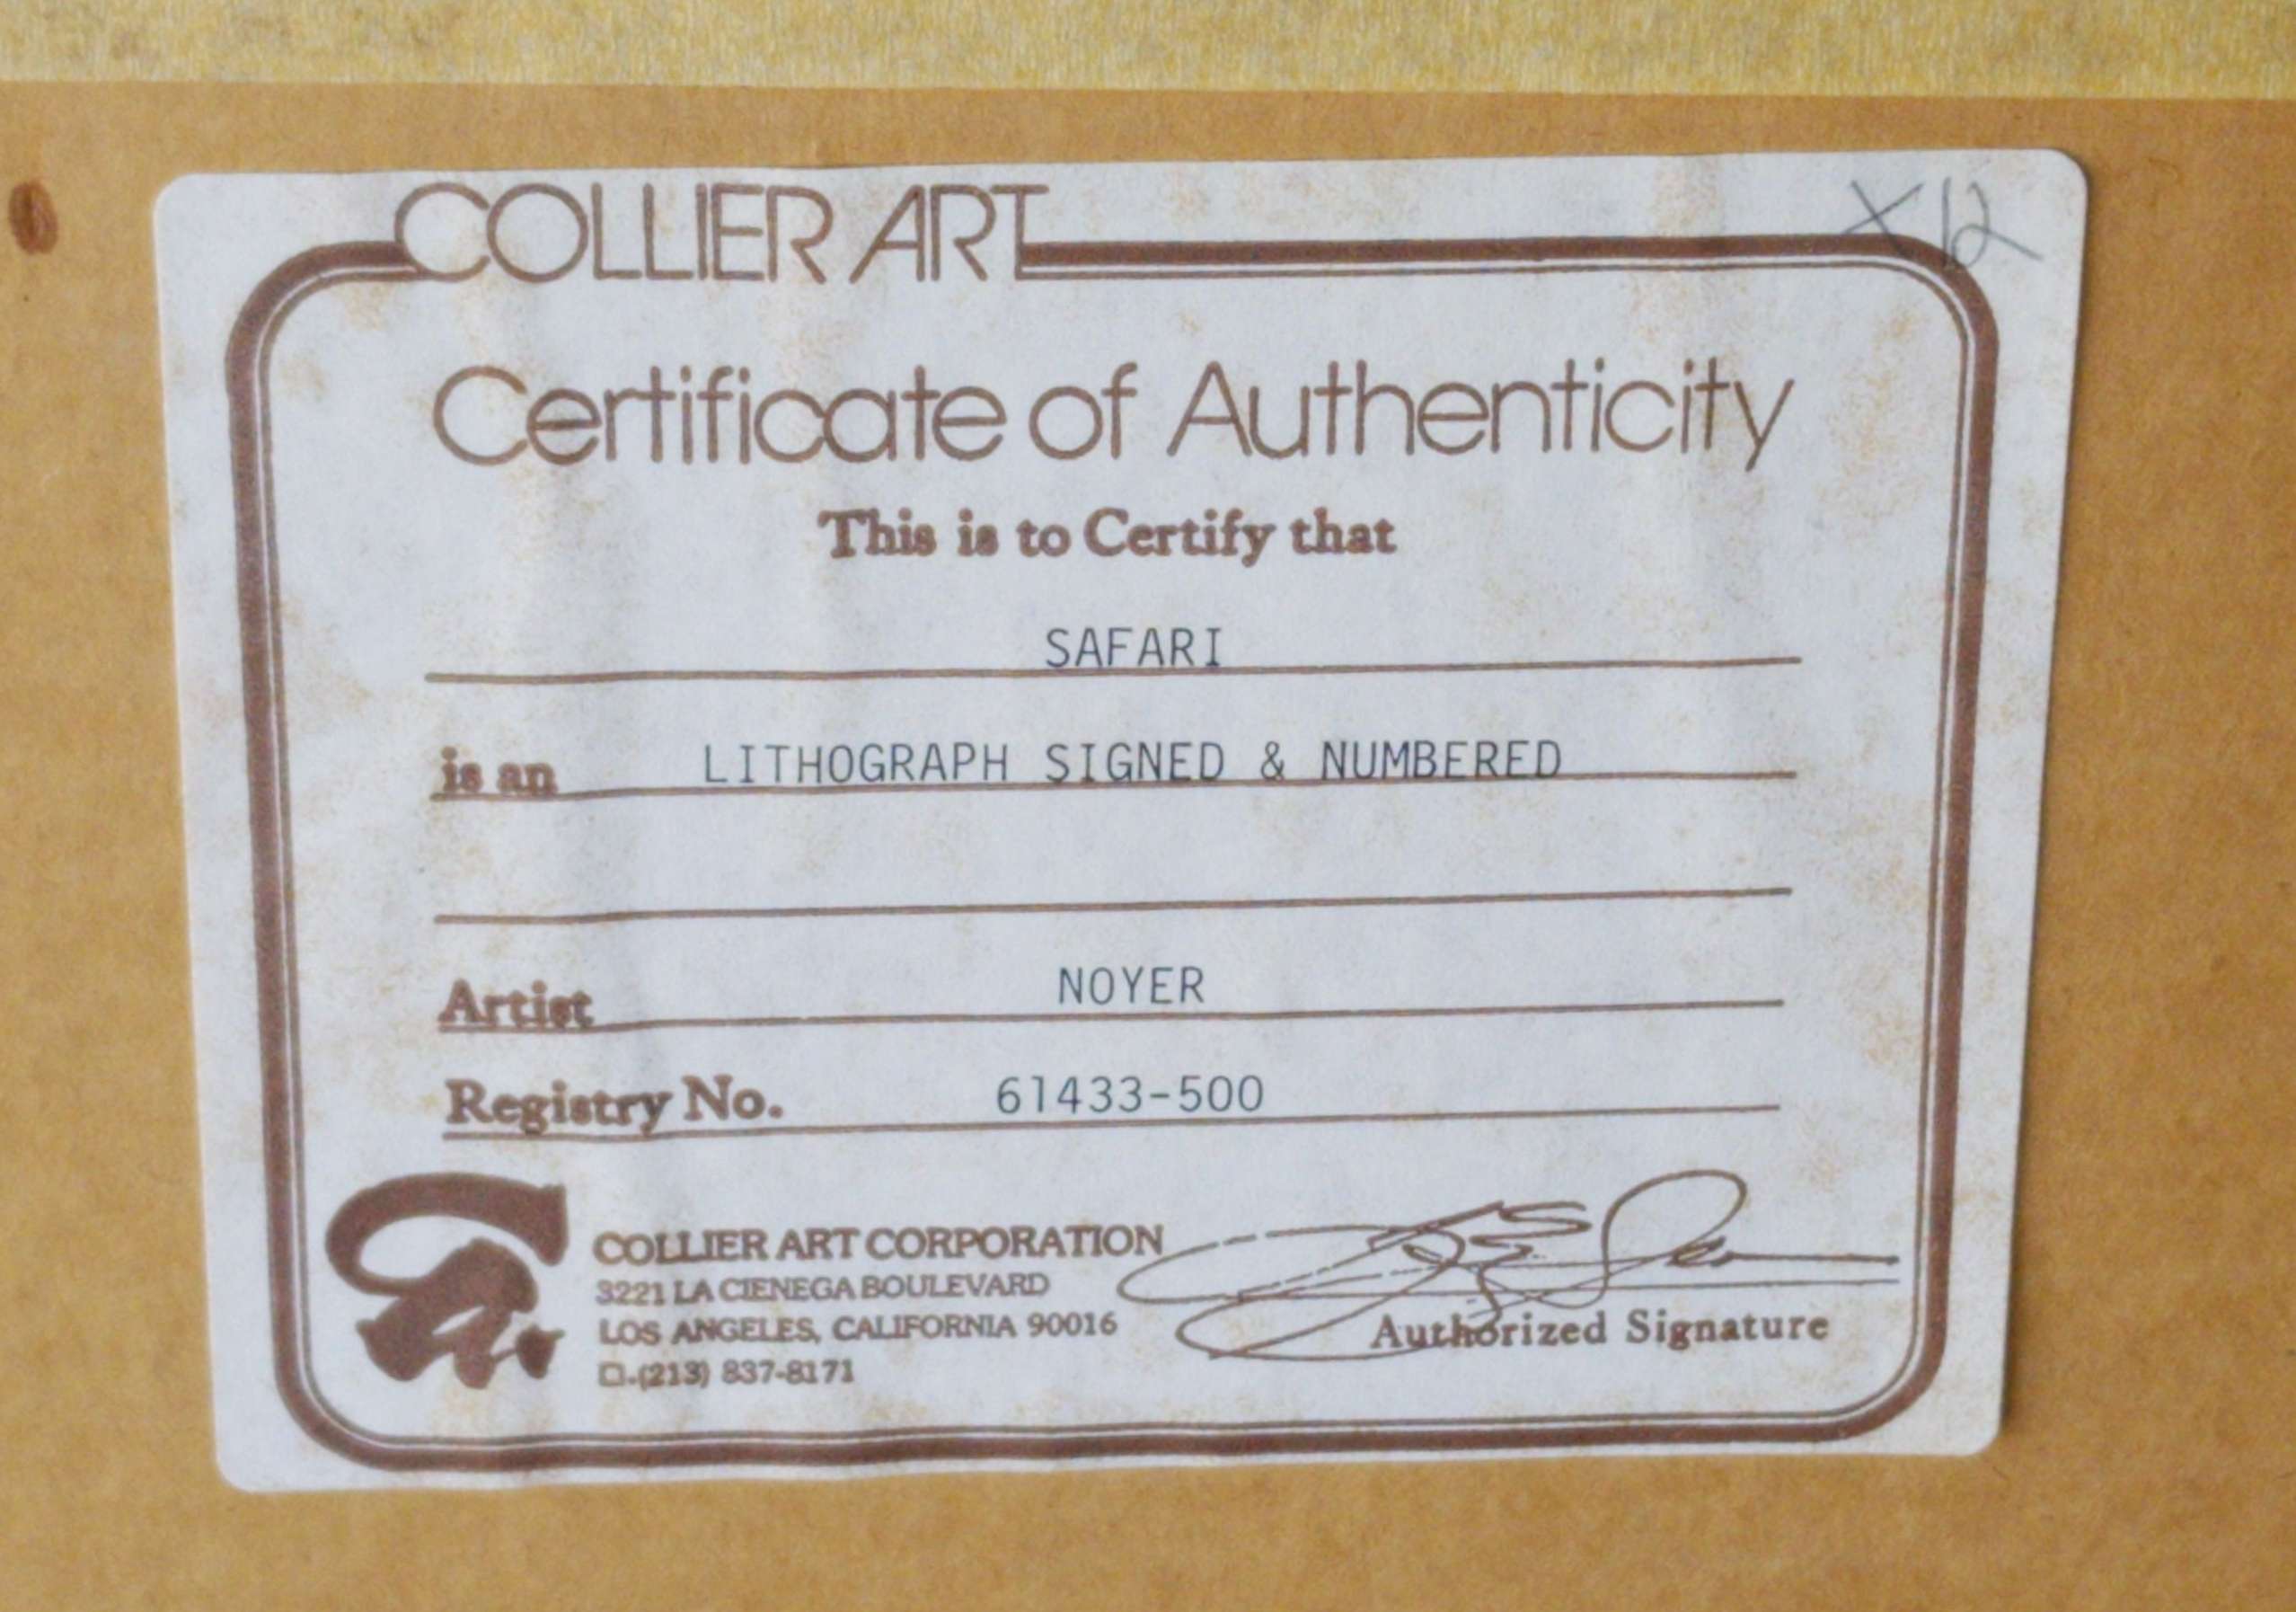 COLLIER ART
Certificate of Authenticity
This is to Certify that
SAFARI
is an LITHOGRAPH SIGNED & NUMBERED
Artist NOYER
Registry No. 61433-500
COLLIER ART CORPORATION
3221 LA CIENEGA BOULEVARD
LOS ANGELES, CALIFORNIA 90016
(213) 837-8171
Authorized Signature